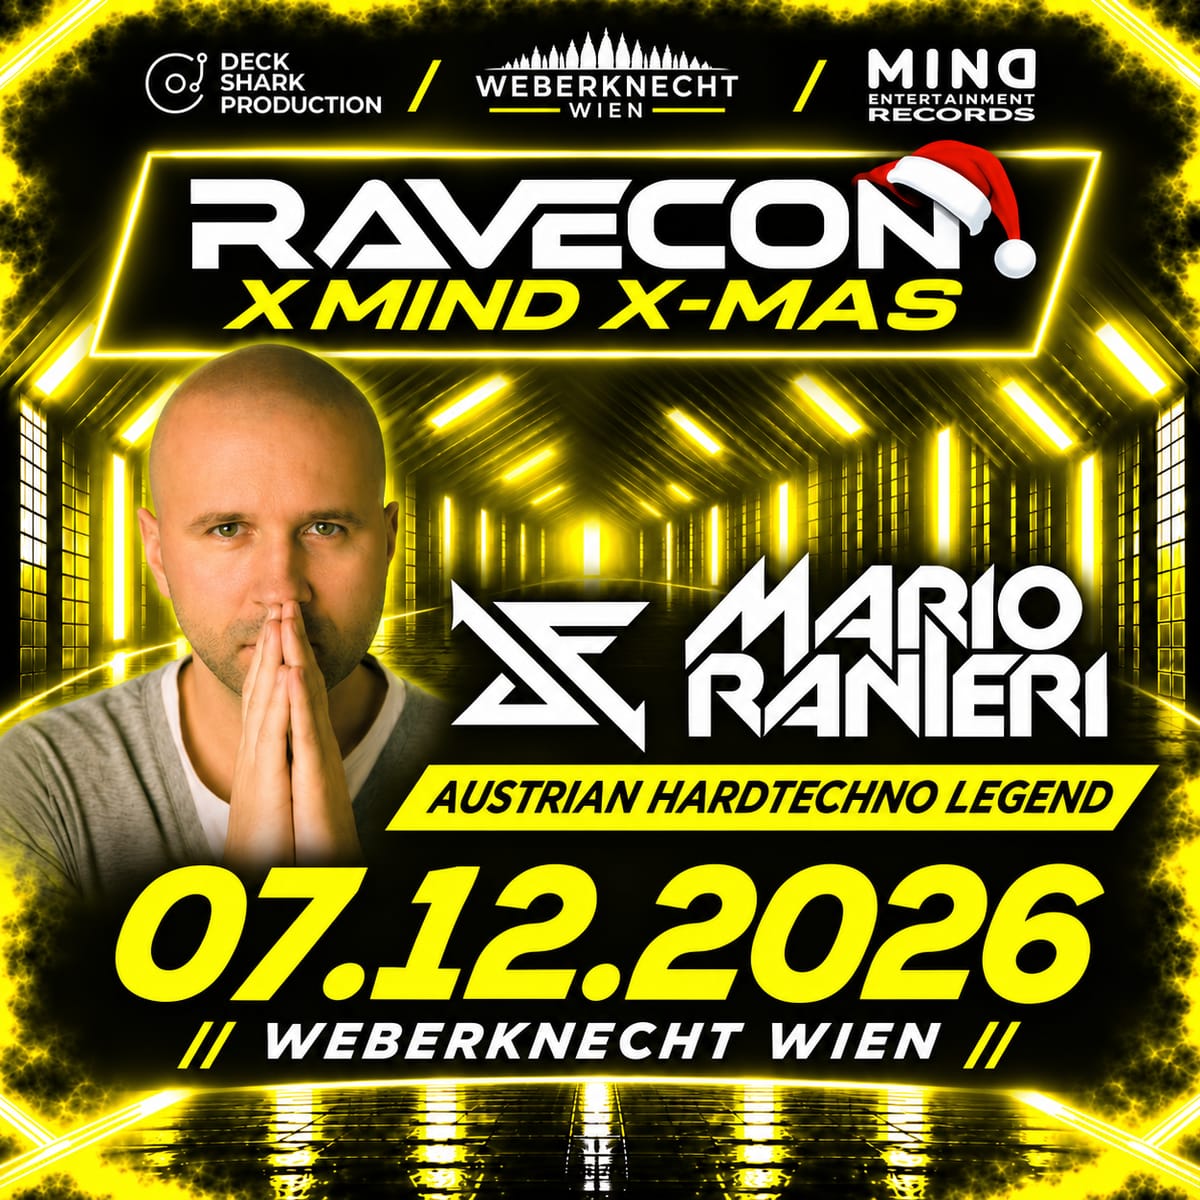 DECK
SHARK
PRODUCTION
/
WEBERKNECHT
WIEN
/
MIND
ENTERTAINMENT
RECORDS
RAVECON
X MIND X-MAS
MARIO
RANIERI
AUSTRIAN HARDTECHNO LEGEND
07.12.2026
// WEBERKNECHT WIEN //